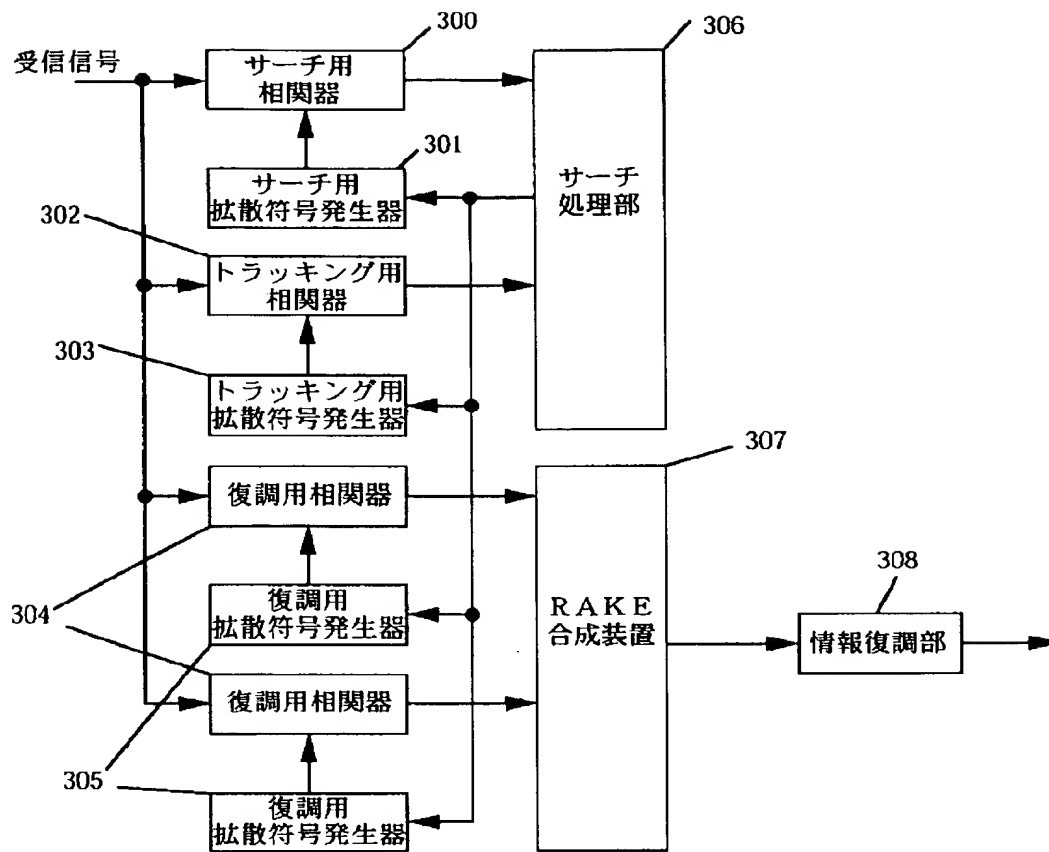 300
306
受信信号
サーチ用
相関器
301
サーチ用
拡散符号発生器
サーチ
処理部
302
トラッキング用
相関器
303
トラッキング用
拡散符号発生器
307
復調用相関器
308
304
復調用
拡散符号発生器
RAKE
合成装置
情報復調部
復調用相関器
305
復調用
拡散符号発生器